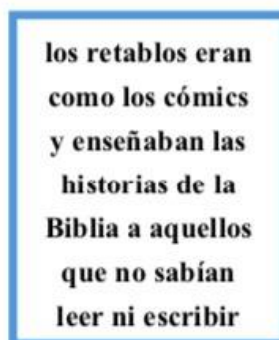 los retablos eran
como los cómics
y enseñaban las
historias de la
Biblia a aquellos
que no sabían
leer ni escribir